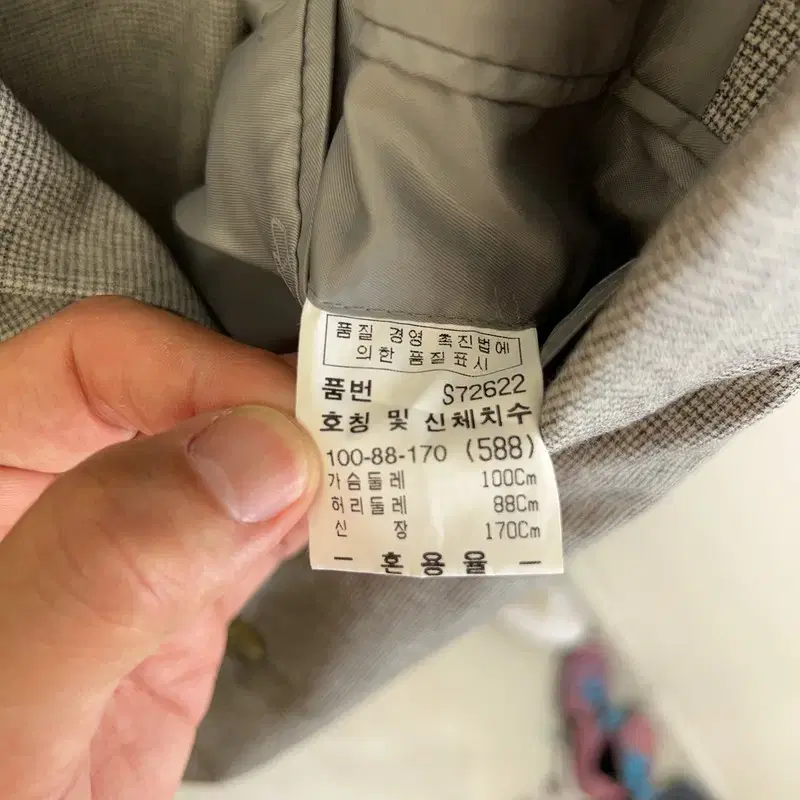 품질 경영 촉진법에
의한 품질표시
품번 S72622
호칭 및 신체치수
100-88-170 (588)
가슴둘레 100Cm
허리둘레 88Cm
신 장 170Cm
— 혼용율 —